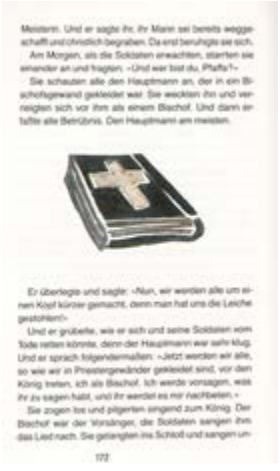 Meisterin. Und er sagte ihr, ihr Mann sei bereits wegge-
schafft und christlich begraben. Da erst beruhigte sie sich.
Am Morgen, als die Soldaten erwachten, starrten sie
einander an und fragten: »Und wer bist du, Pfaffe?«
Sie schauten alle den Hauptmann an, der in ein Bi-
schofsgewand gekleidet war. Sie weckten ihn und ver-
neigten sich vor ihm als einem Bischof. Und dann er-
faßte alle Betrübnis. Den Hauptmann am meisten.
Er überlegte und sagte: »Nun, wir werden alle um ei-
nen Kopf kürzer gemacht, denn man hat uns die Leiche
gestohlen!«
Und er grübelte, wie er sich und seine Soldaten vom
Tode retten könnte, denn der Hauptmann war sehr klug.
Und er sprach folgendermaßen: »Jetzt werden wir alle,
so wie wir in Priestergewänder gekleidet sind, vor den
König treten, ich als Bischof. Ich werde vorsagen, was
ihr zu sagen habt, und ihr werdet es mir nachbeten.«
Sie zogen los und pilgerten singend zum König. Der
Bischof war der Vorsänger, die Soldaten sangen ihm
das Lied nach. Sie gelangten ins Schloß und sangen un-
172